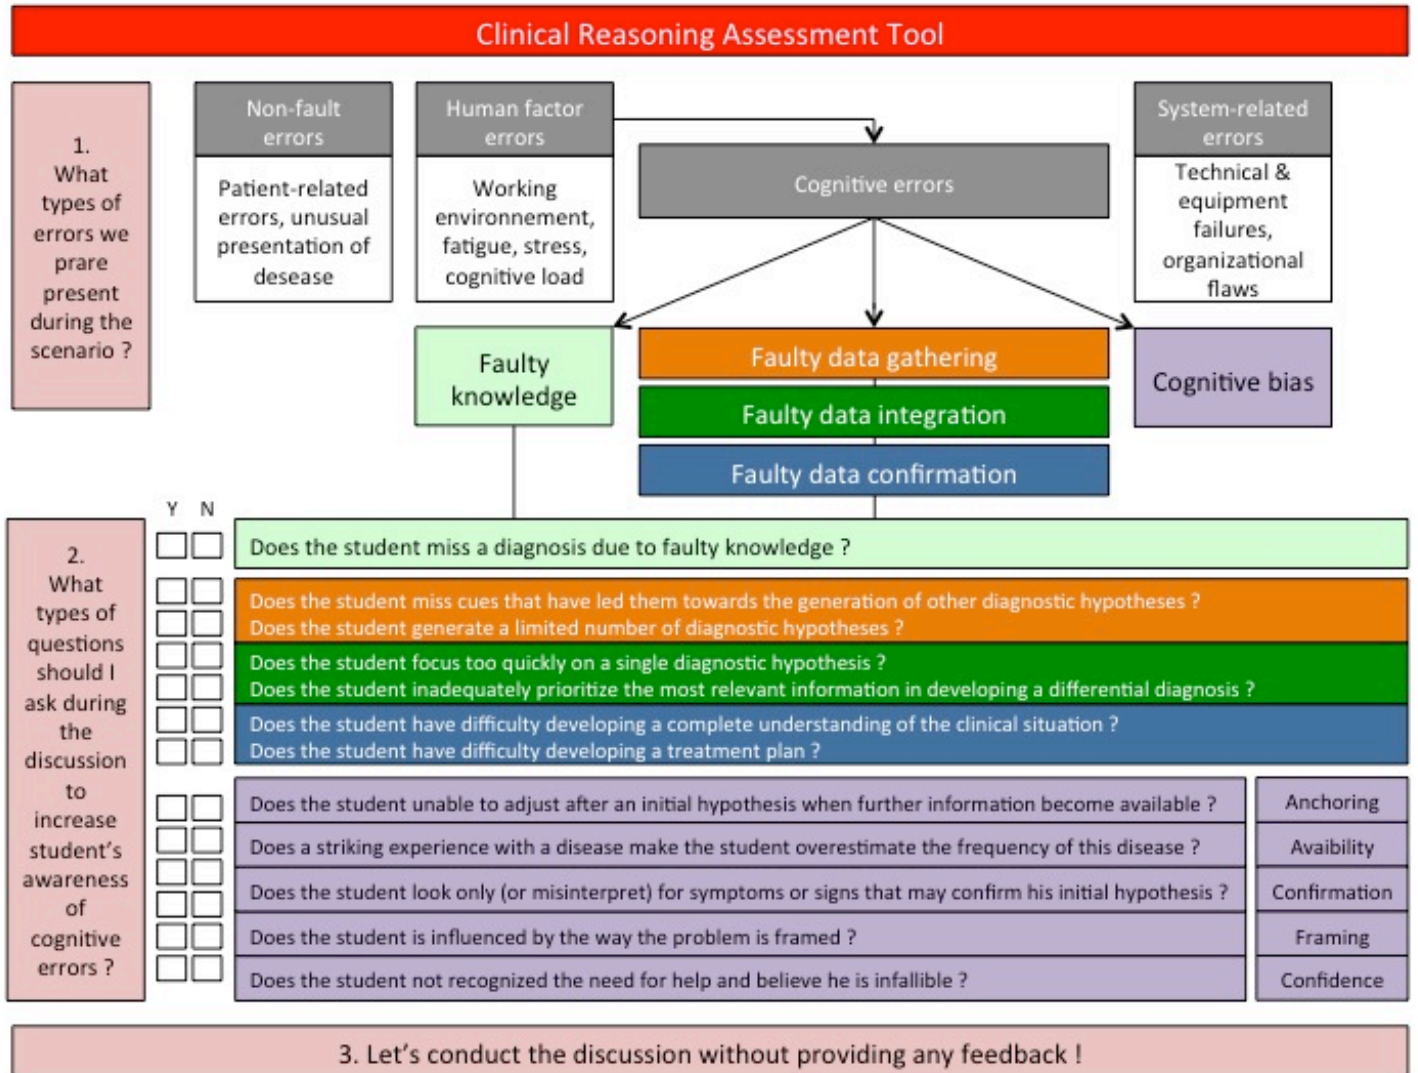 Clinical Reasoning Assessment Tool
1.
What
types of
errors we
prare
present
during the
scenario ?
Non-fault
errors
Patient-related
errors, unusual
presentation of
desease
Human factor
errors
Working
environnement,
fatigue, stress,
cognitive load
Cognitive errors
System-related
errors
Technical &
equipment
failures,
organizational
flaws
Faulty
knowledge
Faulty data gathering
Faulty data integration
Faulty data confirmation
Cognitive bias
Y N
2.
What
types of
questions
should I
ask during
the
discussion
to
increase
student's
awareness
of
cognitive
errors ?
Does the student miss a diagnosis due to faulty knowledge ?
Does the student miss cues that have led them towards the generation of other diagnostic hypotheses ?
Does the student generate a limited number of diagnostic hypotheses ?
Does the student focus too quickly on a single diagnostic hypothesis ?
Does the student inadequately prioritize the most relevant information in developing a differential diagnosis ?
Does the student have difficulty developing a complete understanding of the clinical situation ?
Does the student have difficulty developing a treatment plan ?
Does the student unable to adjust after an initial hypothesis when further information become available ?
Anchoring
Does a striking experience with a disease make the student overestimate the frequency of this disease ?
Avaibility
Does the student look only (or misinterpret) for symptoms or signs that may confirm his initial hypothesis ?
Confirmation
Does the student is influenced by the way the problem is framed ?
Framing
Does the student not recognized the need for help and believe he is infallible ?
Confidence
3. Let's conduct the discussion without providing any feedback !